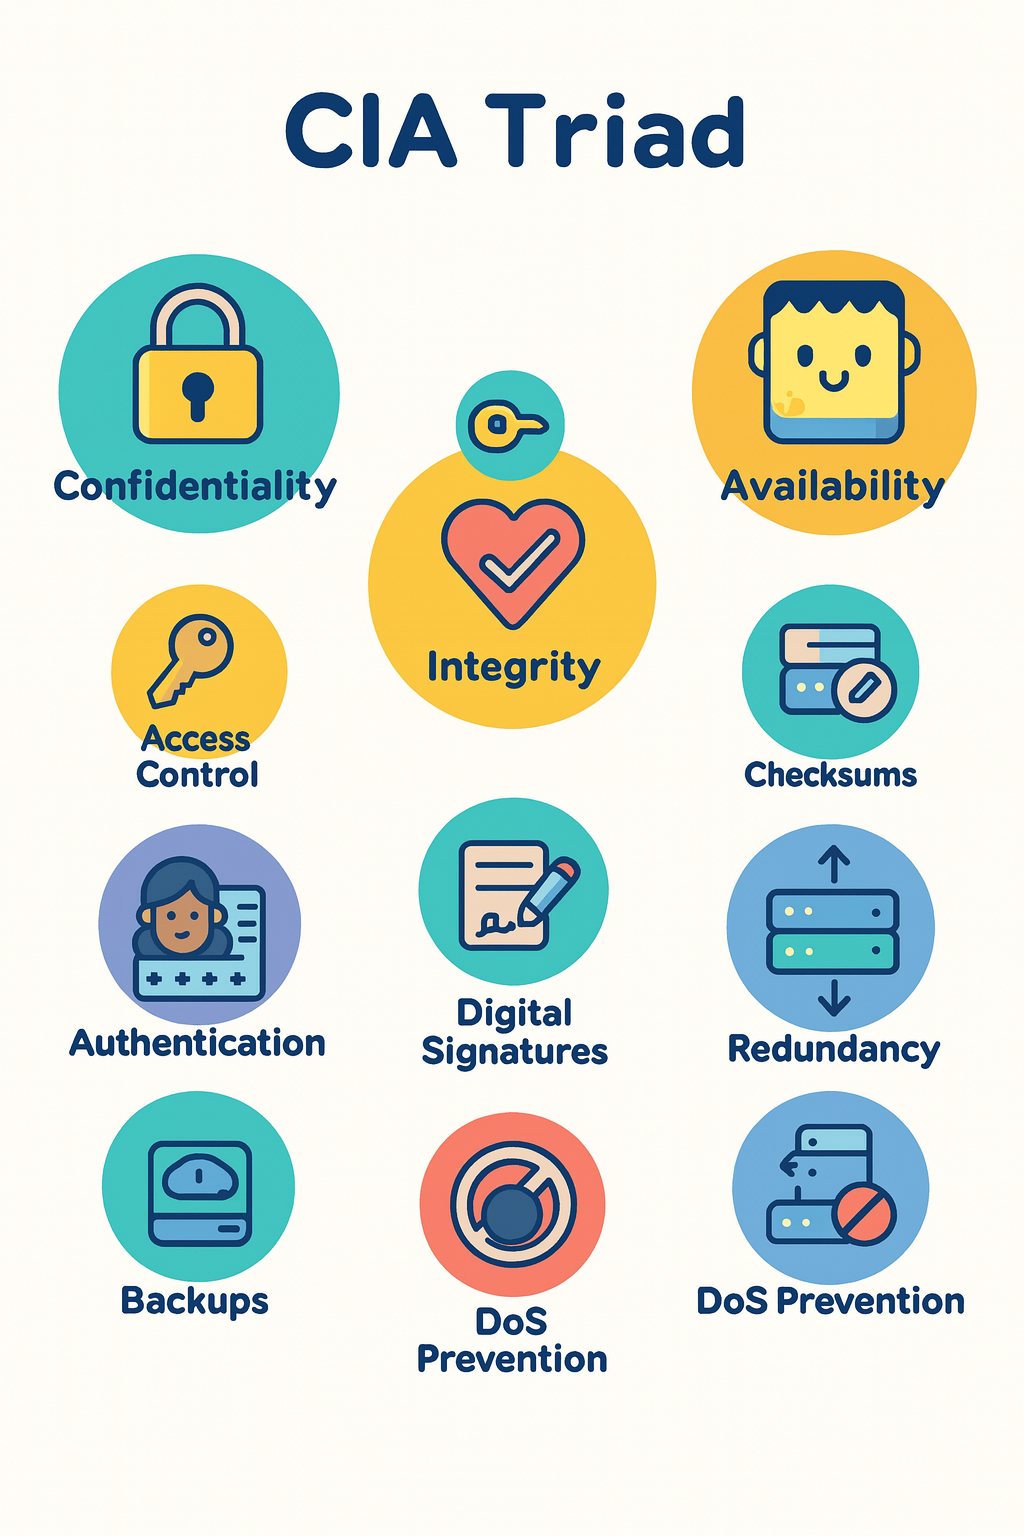 CIA Triad
Confidentiality
Availability
Integrity
Access
Control
Checksums
Authentication
Digital
Signatures
Redundancy
Backups
DoS
Prevention
DoS Prevention